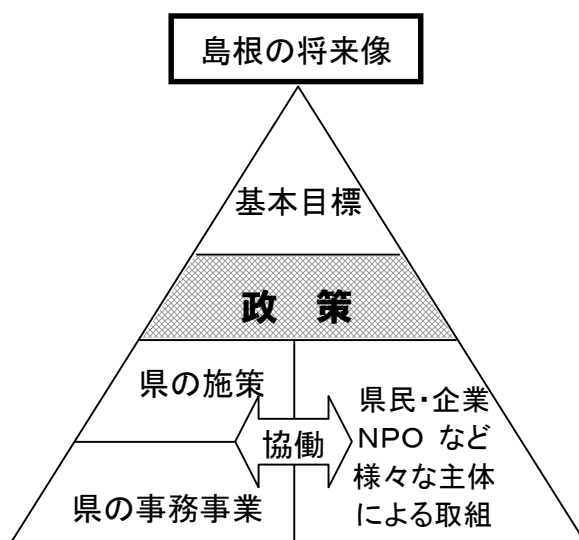 島根の将来像
基本目標
政　策
県の施策
県の事務事業
協働
県民・企業
NPO など
様々な主体
による取組